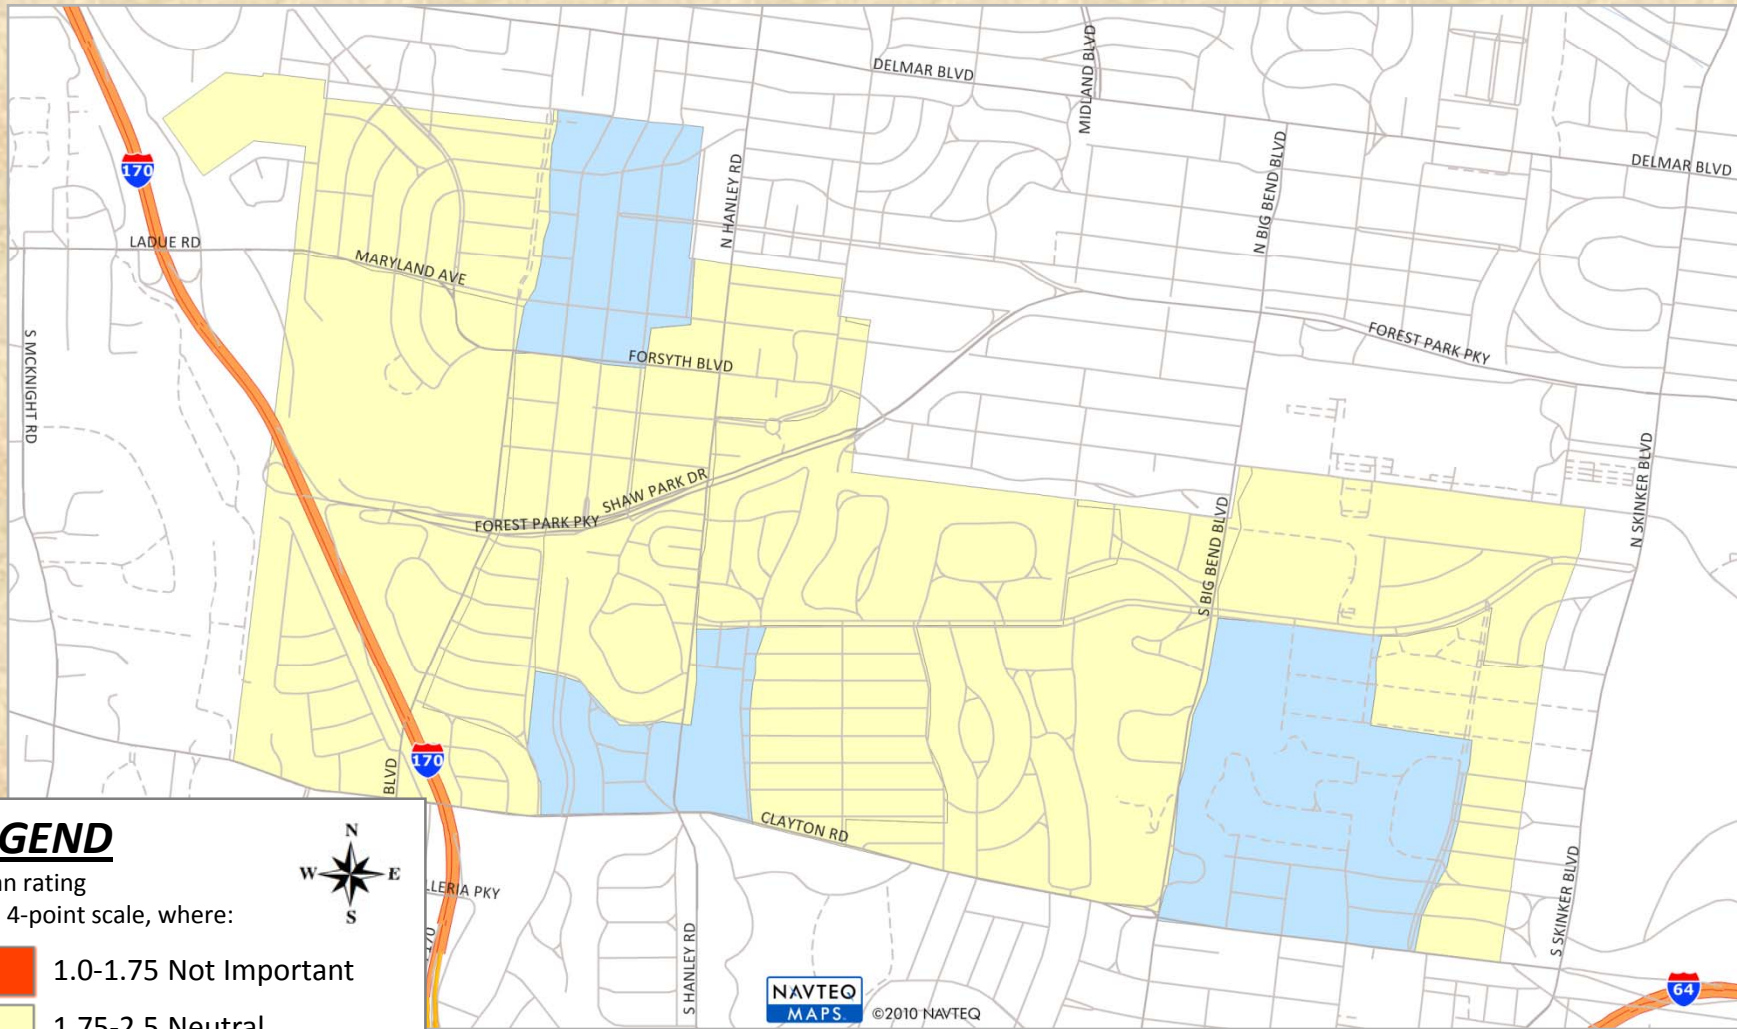 DELMAR BLVD
MIDLAND BLVD
N BIG BEND BLVD
DELMAR BLVD
170
N HANLEY RD
LADUE RD
MARYLAND AVE
S MCKNIGHT RD
FORSYTH BLVD
FOREST PARK PKY
N SKINKER BLVD
SHAW PARK DR
FOREST PARK PKY
S BIG BEND BLVD
170
BLVD
CLAYTON RD
GEND
N
W E
S
an rating
4-point scale, where:
LLERIA PKY
1.0-1.75 Not Important
1.75-2.5 Neutral
S HANLEY RD
S SKINKER BLVD
NAVTEQ
MAPS
©2010 NAVTEQ
64